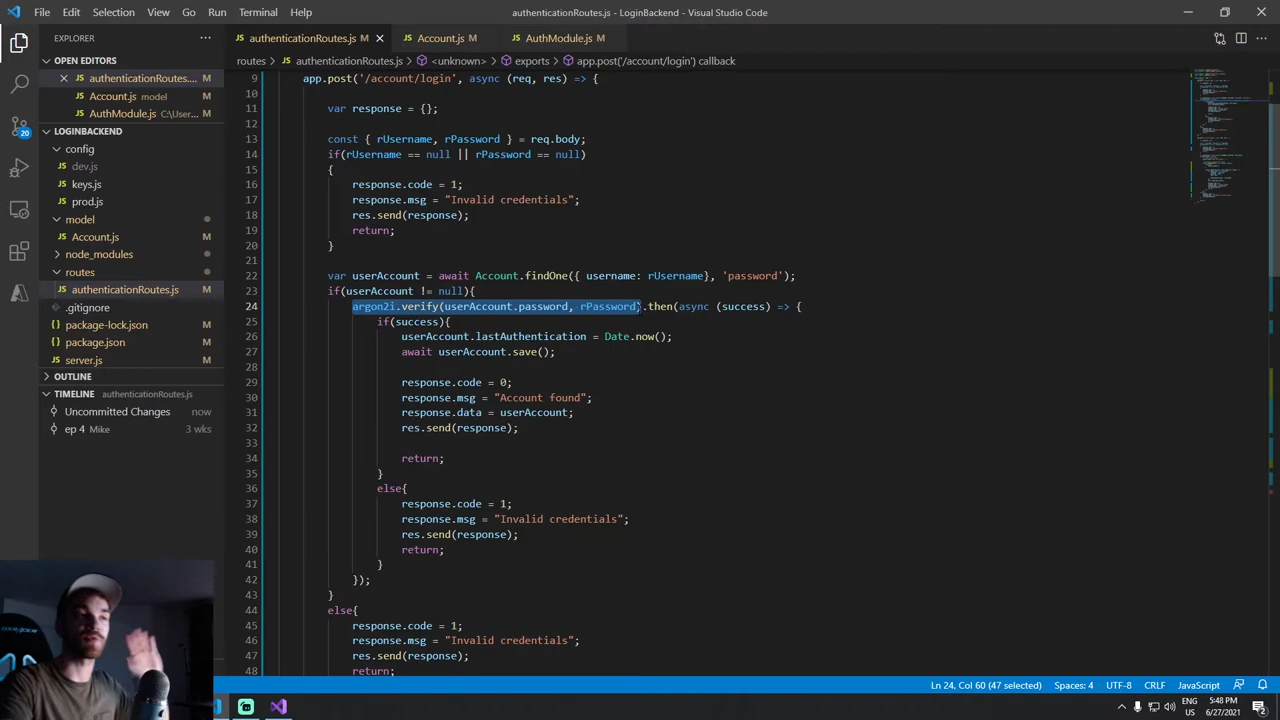 File Edit Selection View Go Run Terminal Help
authenticationRoutes.js - LoginBackend - Visual Studio Code
EXPLORER
OPEN EDITORS
authenticationRoutes.... M
Account.js model M
AuthModule.js C:\User... M
LOGINBACKEND
config
dev.js
keys.js
prod.js
model
Account.js M
node_modules
routes
authenticationRoutes.js M
.gitignore
package-lock.json M
package.json M
server.js M
OUTLINE
TIMELINE authenticationRoutes.js
Uncommitted Changes now
ep 4 Mike 3 wks
20
authenticationRoutes.js M Account.js M AuthModule.js M
routes > authenticationRoutes.js > <unknown> > exports > app.post('/account/login') callback
9 app.post('/account/login', async (req, res) => {
10
11 var response = {};
12
13 const { rUsername, rPassword } = req.body;
14 if(rUsername == null || rPassword == null)
15 {
16 response.code = 1;
17 response.msg = "Invalid credentials";
18 res.send(response);
19 return;
20 }
21
22 var userAccount = await Account.findOne({ username: rUsername}, 'password');
23 if(userAccount != null){
24 argon2i.verify(userAccount.password, rPassword).then(async (success) => {
25 if(success){
26 userAccount.lastAuthentication = Date.now();
27 await userAccount.save();
28
29 response.code = 0;
30 response.msg = "Account found";
31 response.data = userAccount;
32 res.send(response);
33
34 return;
35 }
36 else{
37 response.code = 1;
38 response.msg = "Invalid credentials";
39 res.send(response);
40 return;
41 }
42 });
43 }
44 else{
45 response.code = 1;
46 response.msg = "Invalid credentials";
47 res.send(response);
48 return;
Ln 24, Col 60 (47 selected) Spaces: 4 UTF-8 CRLF JavaScript
ENG
US
5:48 PM
6/27/2021